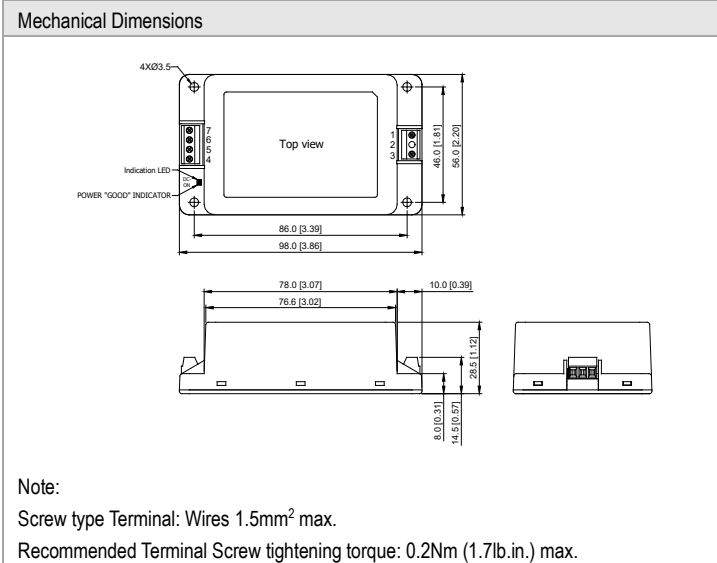 Mechanical Dimensions
4XØ3.5
7
6
5
4
Top view
1
2
3
46.0 [1.81]
56.0 [2.20]
Indication LED
DC
ON
POWER "GOOD" INDICATOR
86.0 [3.39]
98.0 [3.86]
78.0 [3.07]
10.0 [0.39]
76.6 [3.02]
28.5 [1.12]
8.0 [0.31]
14.5 [0.57]
Note:
Screw type Terminal: Wires 1.5mm² max.
Recommended Terminal Screw tightening torque: 0.2Nm (1.7lb.in.) max.